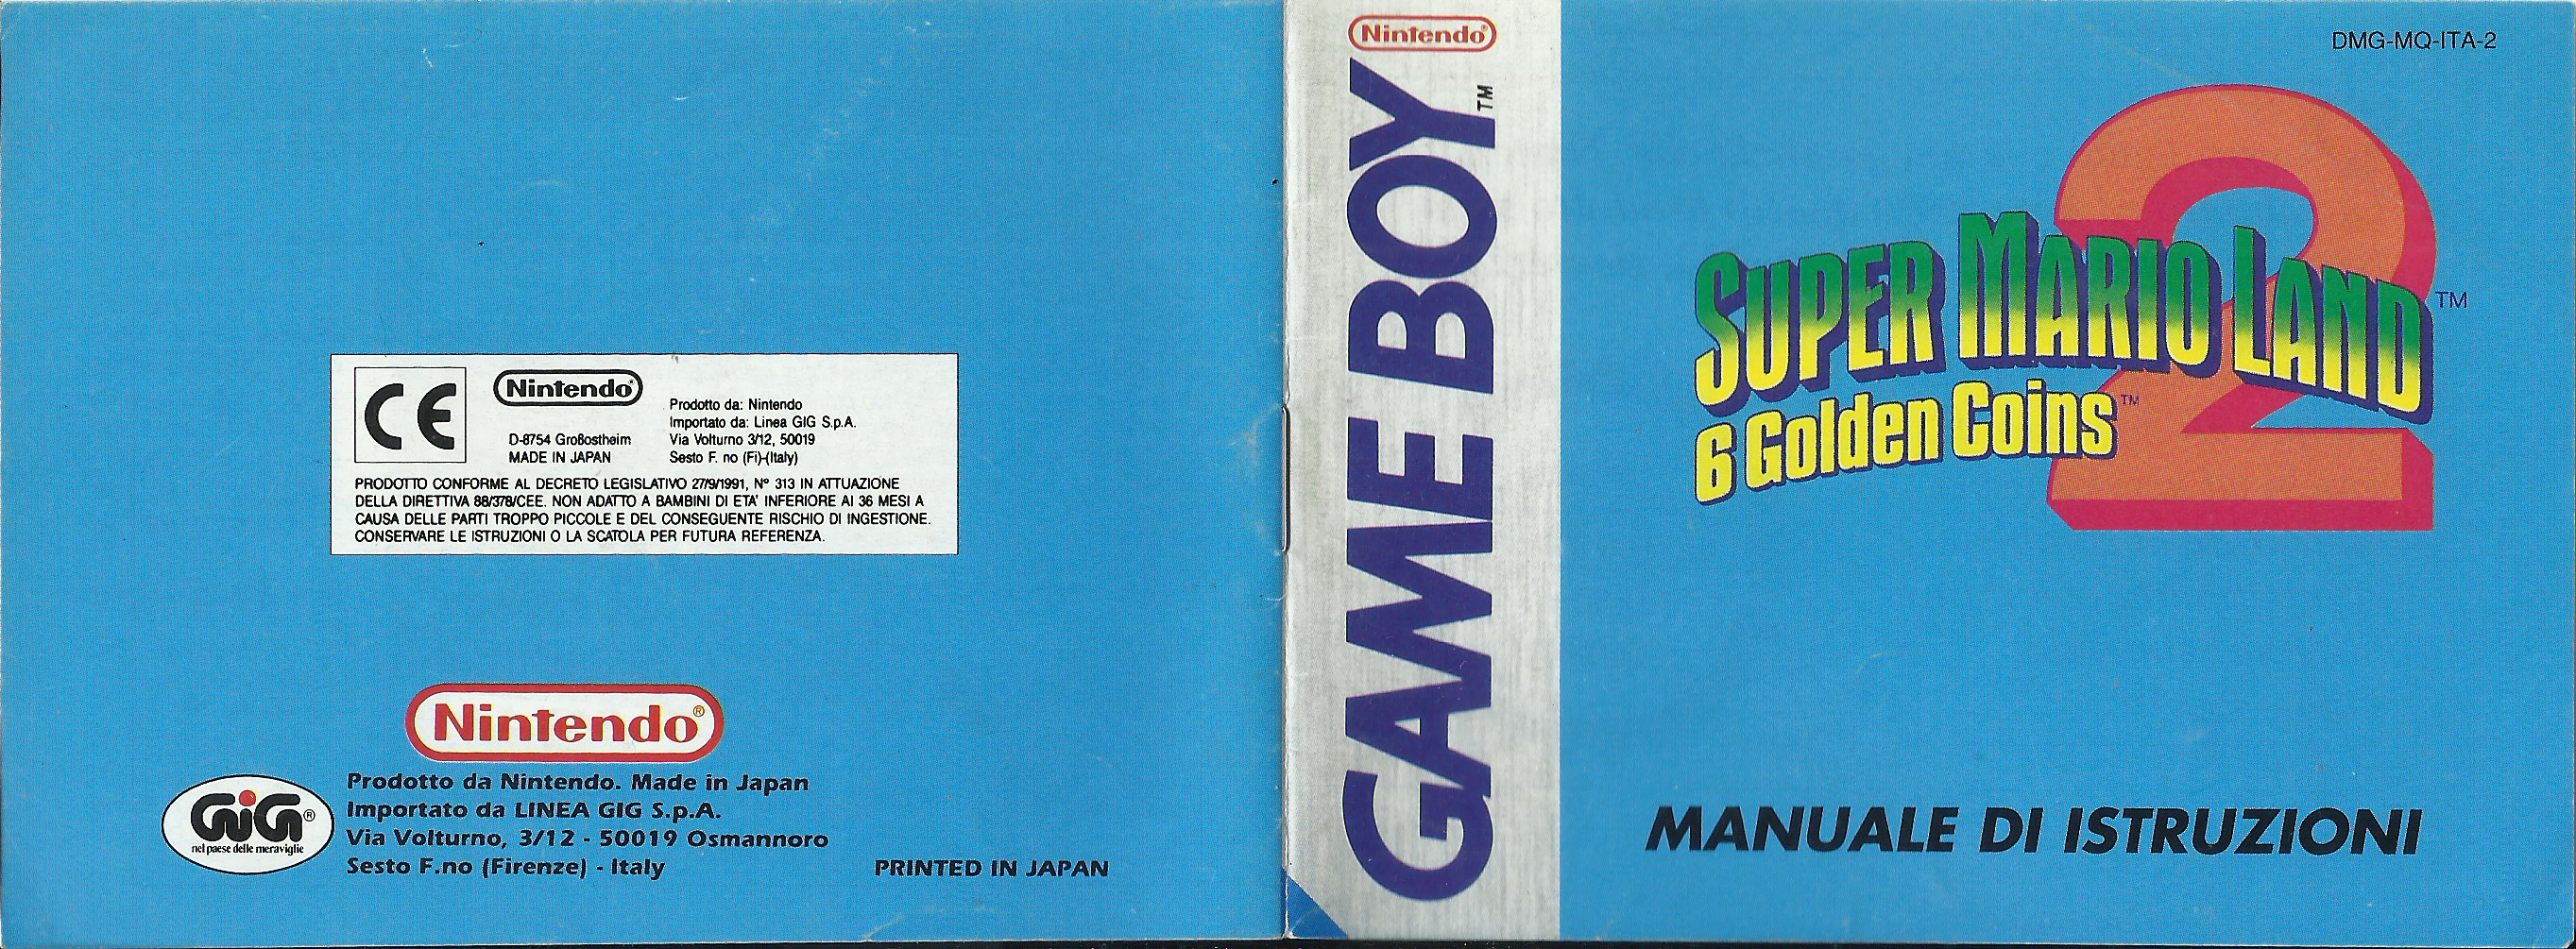 CE
Nintendo®
D-8754 Großostheim
MADE IN JAPAN
Prodotto da: Nintendo
Importato da: Linea GIG S.p.A.
Via Volturno 3/12, 50019
Sesto F. no (Fi)-(Italy)
PRODOTTO CONFORME AL DECRETO LEGISLATIVO 27/9/1991, N° 313 IN ATTUAZIONE
DELLA DIRETTIVA 88/378/CEE. NON ADATTO A BAMBINI DI ETA' INFERIORE AI 36 MESI A
CAUSA DELLE PARTI TROPPO PICCOLE E DEL CONSEGUENTE RISCHIO DI INGESTIONE.
CONSERVARE LE ISTRUZIONI O LA SCATOLA PER FUTURA REFERENZA.
Nintendo®
GiG®
nel paese delle meraviglie
Prodotto da Nintendo. Made in Japan
Importato da LINEA GIG S.p.A.
Via Volturno, 3/12 - 50019 Osmannoro
Sesto F.no (Firenze) - Italy
PRINTED IN JAPAN
Nintendo®
GAME BOY™
DMG-MQ-ITA-2
SUPER MARIO LAND™
2
6 Golden Coins™
MANUALE DI ISTRUZIONI